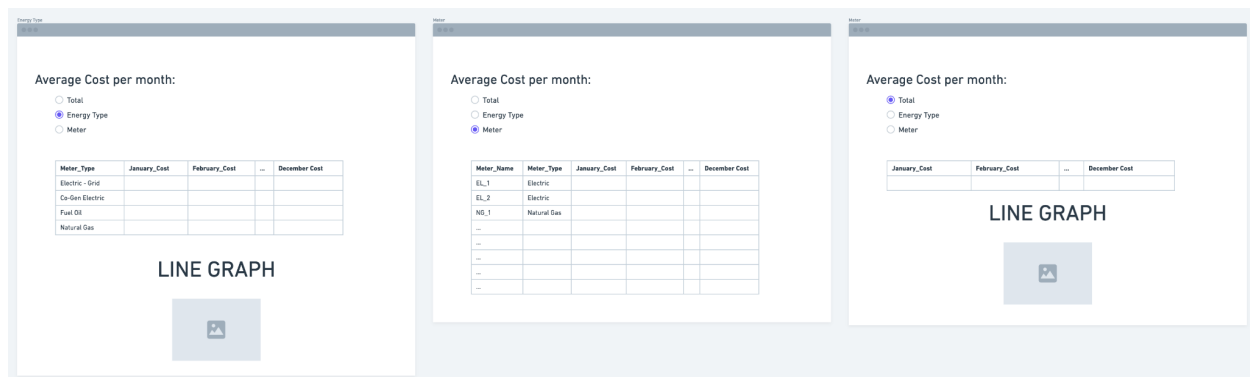 Energy Type
Average Cost per month:
Total
Energy Type
Meter
Meter_Type January_Cost February_Cost ... December Cost
Electric - Grid
Co-Gen Electric
Fuel Oil
Natural Gas
LINE GRAPH
Meter
Average Cost per month:
Total
Energy Type
Meter
Meter_Name Meter_Type January_Cost February_Cost ... December Cost
EL_1 Electric
EL_2 Electric
NG_1 Natural Gas
...
...
...
...
...
Meter
Average Cost per month:
Total
Energy Type
Meter
January_Cost February_Cost ... December Cost
LINE GRAPH